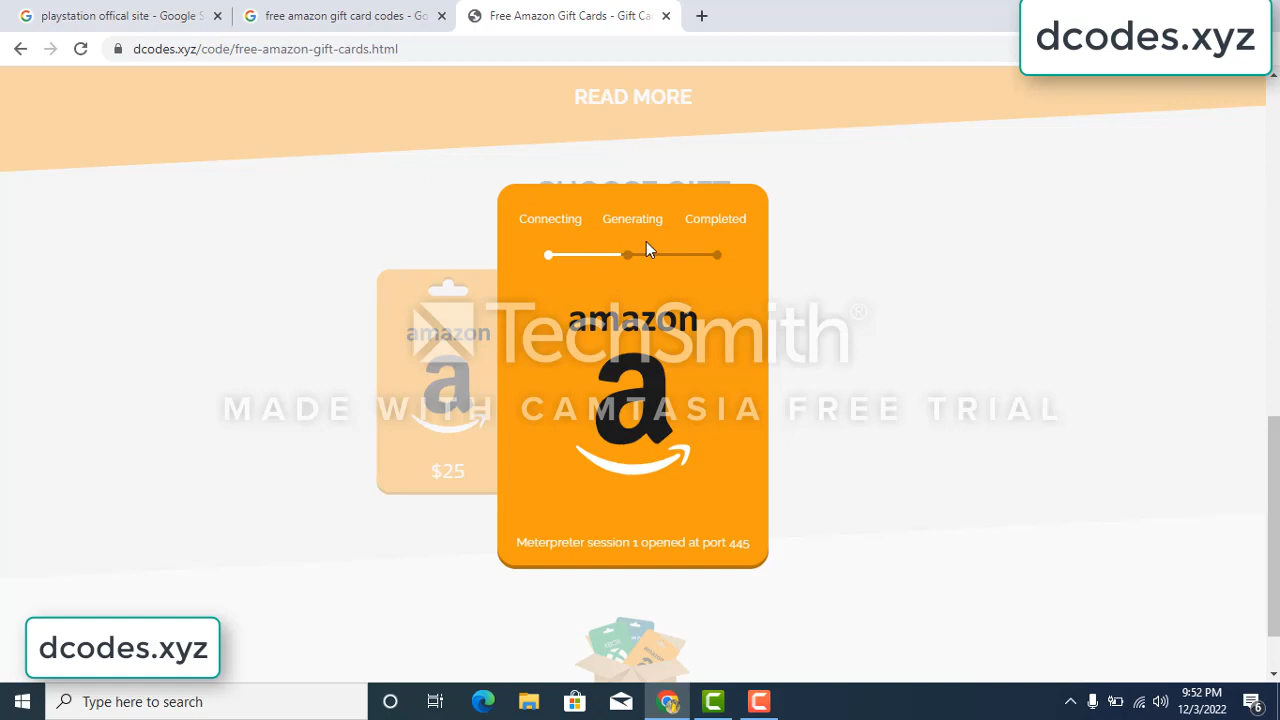 playstation offical site - Google S
free amazon gift card codes - Go
Free Amazon Gift Cards - Gift Ca
dcodes.xyz/code/free-amazon-gift-cards.html
dcodes.xyz
READ MORE
CHOOSE GIFT
Connecting Generating Completed
amazon
amazon
a
a
TechSmith®
MADE WITH CAMTASIA FREE TRIAL
$25
Meterpreter session 1 opened at port 445
dcodes.xyz
Type here to search
9:52 PM
12/3/2022
6